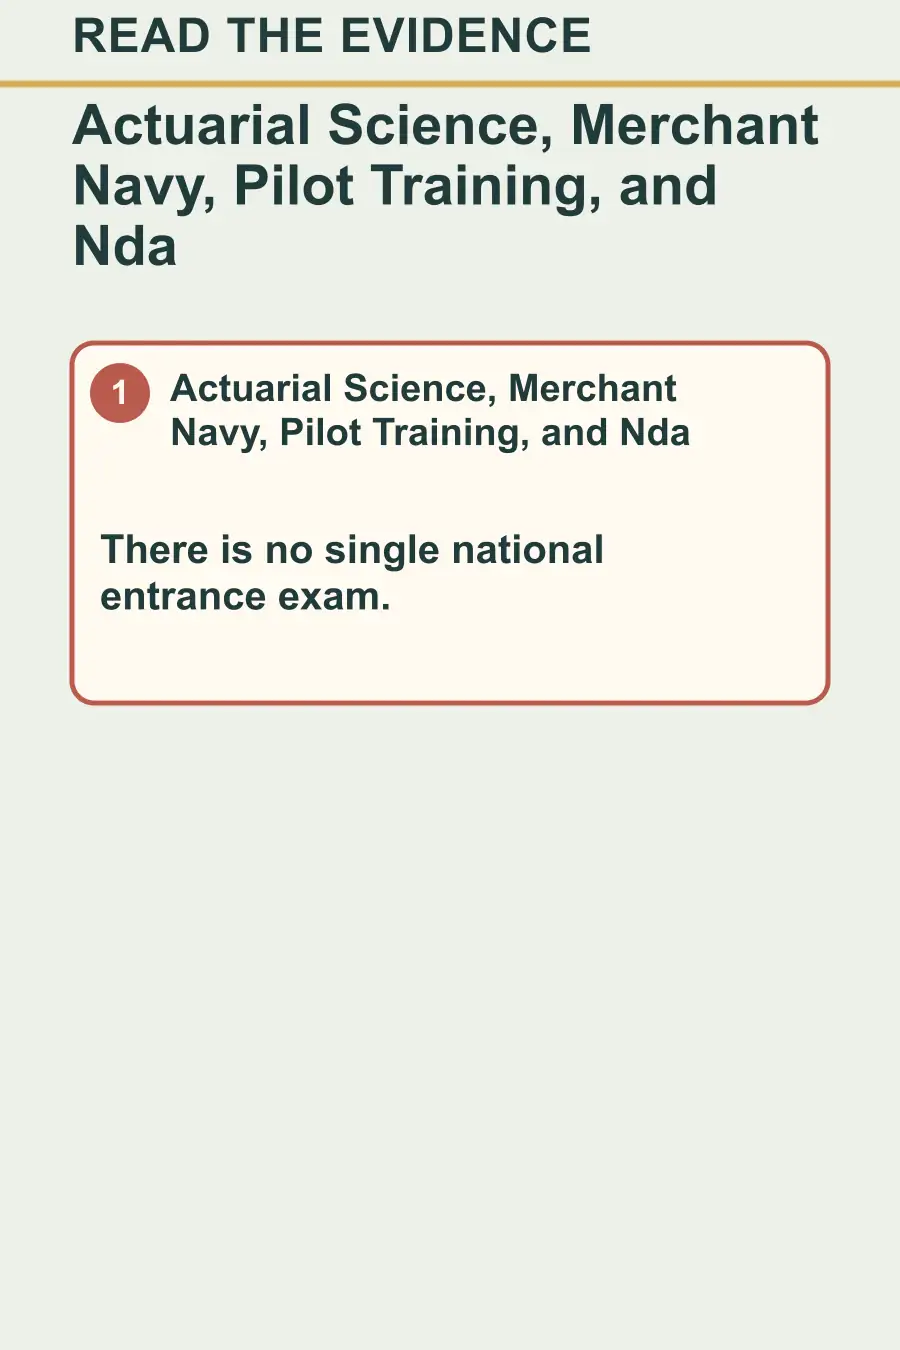 READ THE EVIDENCE
Actuarial Science, Merchant
Navy, Pilot Training, and
Nda
1
Actuarial Science, Merchant
Navy, Pilot Training, and Nda
There is no single national
entrance exam.